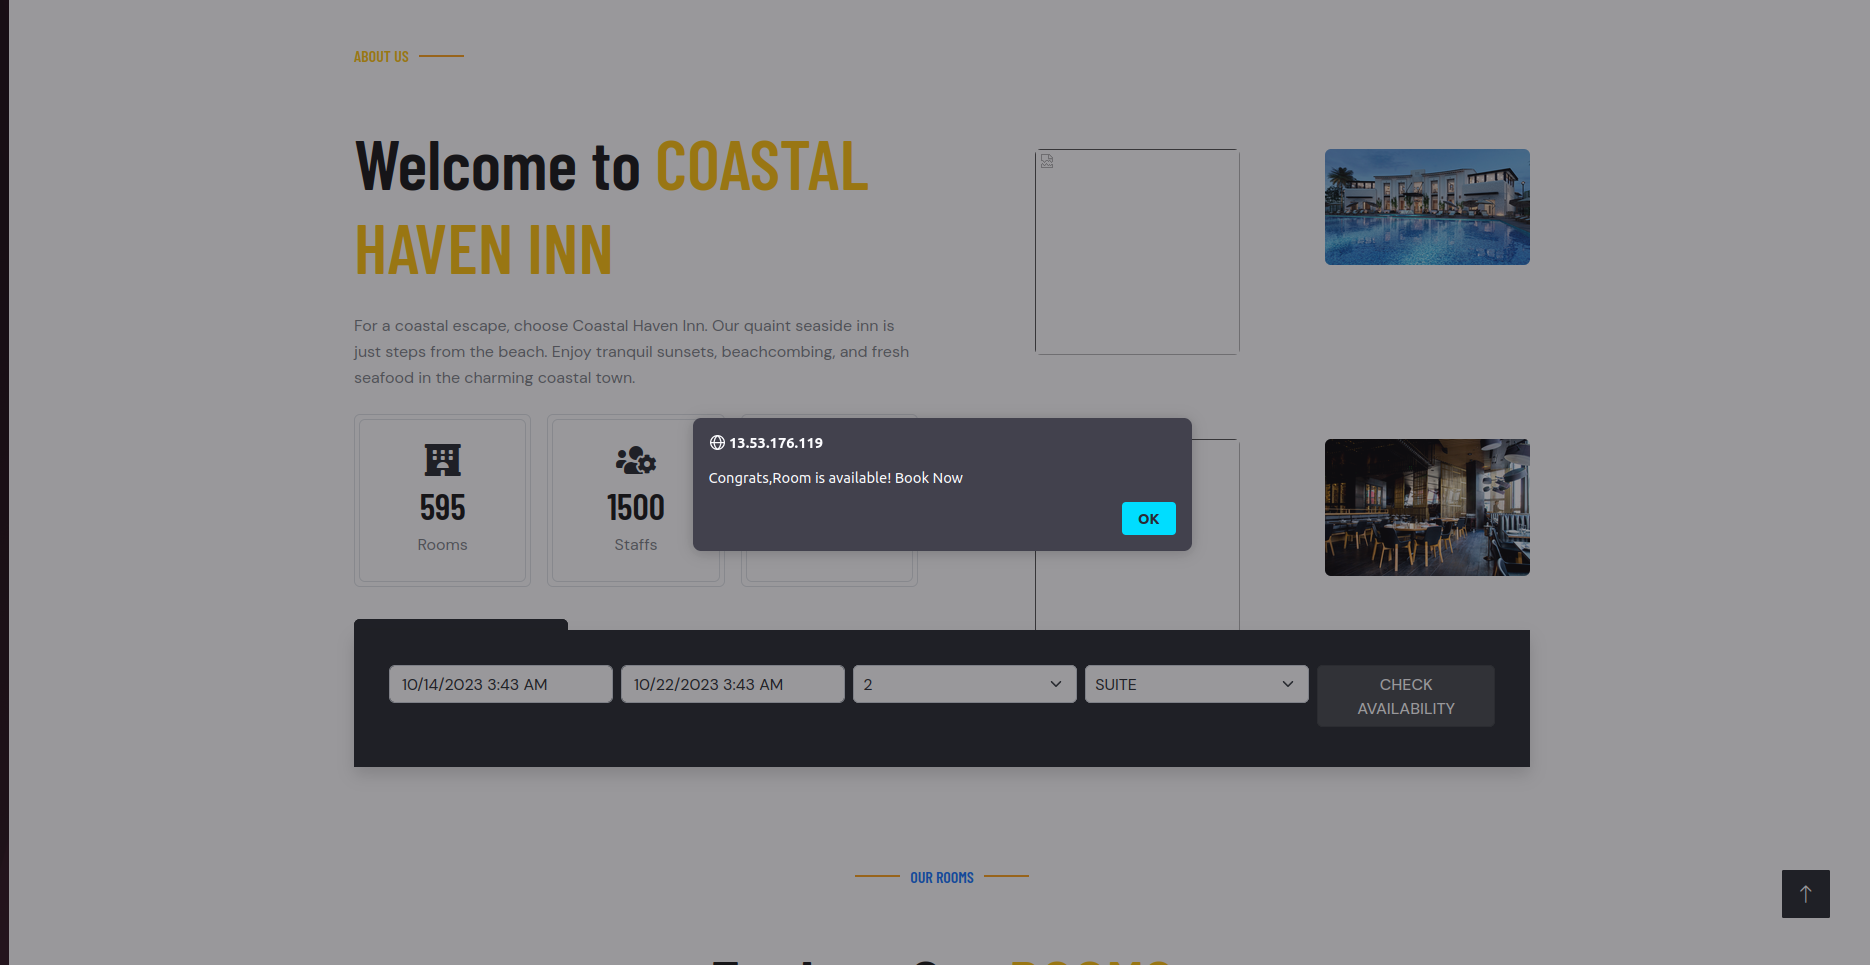 ABOUT US
Welcome to COASTAL
HAVEN INN
For a coastal escape, choose Coastal Haven Inn. Our quaint seaside inn is
just steps from the beach. Enjoy tranquil sunsets, beachcombing, and fresh
seafood in the charming coastal town.
595
Rooms
1500
Staffs
13.53.176.119
Congrats,Room is available! Book Now
OK
10/14/2023 3:43 AM
10/22/2023 3:43 AM
2
SUITE
CHECK
AVAILABILITY
OUR ROOMS